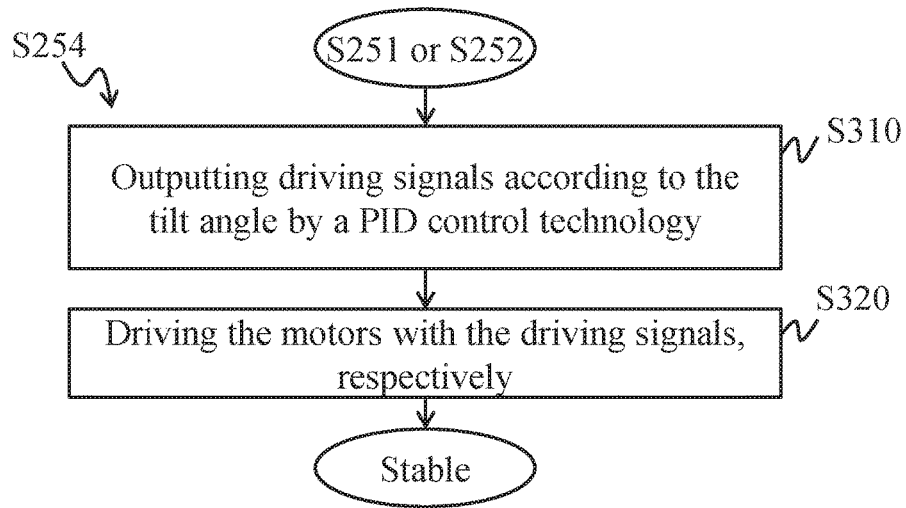 S254
S251 or S252
S310
Outputting driving signals according to the
tilt angle by a PID control technology
S320
Driving the motors with the driving signals,
respectively
Stable